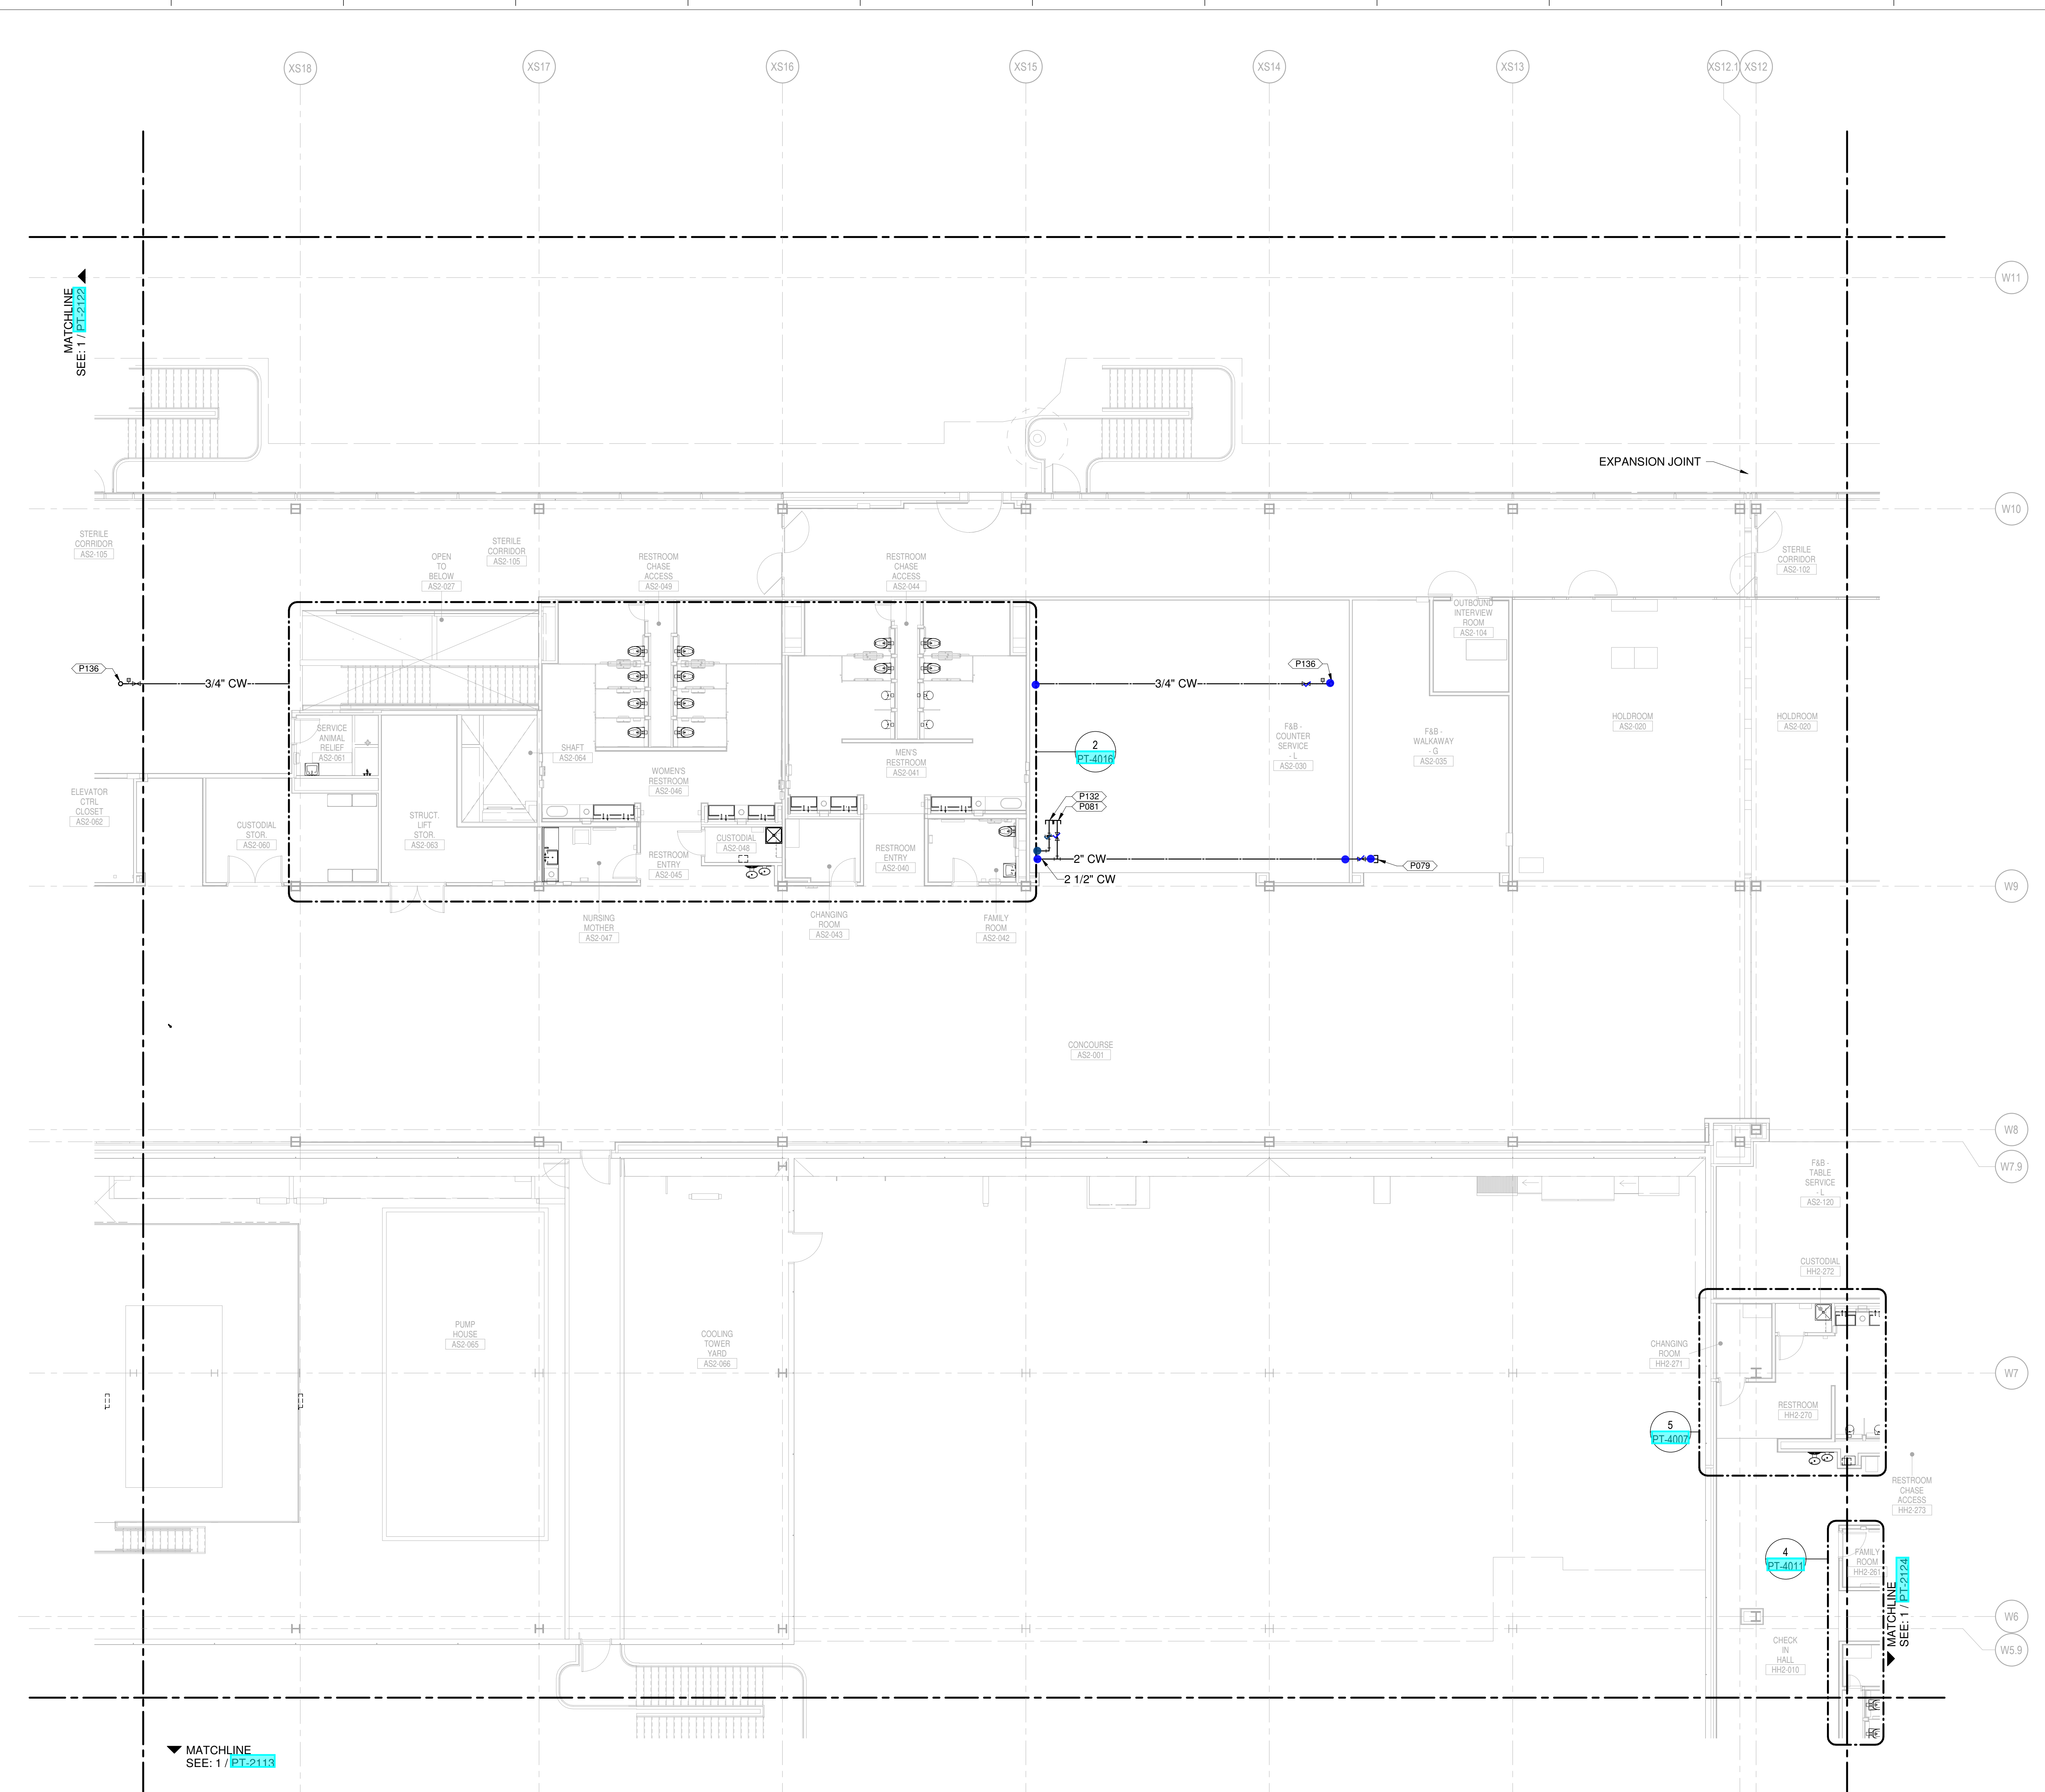 XS18
XS17
XS16
XS15
XS14
XS13
XS12.1
XS12
W11
MATCHLINE
SEE: 1 / PT-2122
EXPANSION JOINT
W10
STERILE
CORRIDOR
AS2-105
OPEN
TO
BELOW
AS2-027
STERILE
CORRIDOR
AS2-105
RESTROOM
CHASE
ACCESS
AS2-049
RESTROOM
CHASE
ACCESS
AS2-044
STERILE
CORRIDOR
AS2-102
OUTBOUND
INTERVIEW
ROOM
AS2-104
P136
3/4" CW
3/4" CW
P136
SERVICE
ANIMAL
RELIEF
AS2-061
SHAFT
AS2-064
WOMEN'S
RESTROOM
AS2-046
MEN'S
RESTROOM
AS2-041
2
PT-4016
F&B -
COUNTER
SERVICE
- L
AS2-030
F&B -
WALKAWAY
- G
AS2-035
HOLDROOM
AS2-020
HOLDROOM
AS2-020
ELEVATOR
CTRL
CLOSET
AS2-062
CUSTODIAL
STOR.
AS2-060
STRUCT.
LIFT
STOR.
AS2-063
CUSTODIAL
AS2-048
RESTROOM
ENTRY
AS2-045
RESTROOM
ENTRY
AS2-040
P132
P081
2" CW
P079
2 1/2" CW
W9
NURSING
MOTHER
AS2-047
CHANGING
ROOM
AS2-043
FAMILY
ROOM
AS2-042
CONCOURSE
AS2-001
W8
W7.9
F&B -
TABLE
SERVICE
- L
AS2-120
CUSTODIAL
HH2-272
PUMP
HOUSE
AS2-065
COOLING
TOWER
YARD
AS2-066
CHANGING
ROOM
HH2-271
W7
RESTROOM
HH2-270
5
PT-4007
RESTROOM
CHASE
ACCESS
HH2-273
4
PT-4011
FAMILY
ROOM
HH2-261
MATCHLINE
SEE: 1 / PT-2124
W6
W5.9
CHECK
IN
HALL
HH2-010
MATCHLINE
SEE: 1 / PT-2113